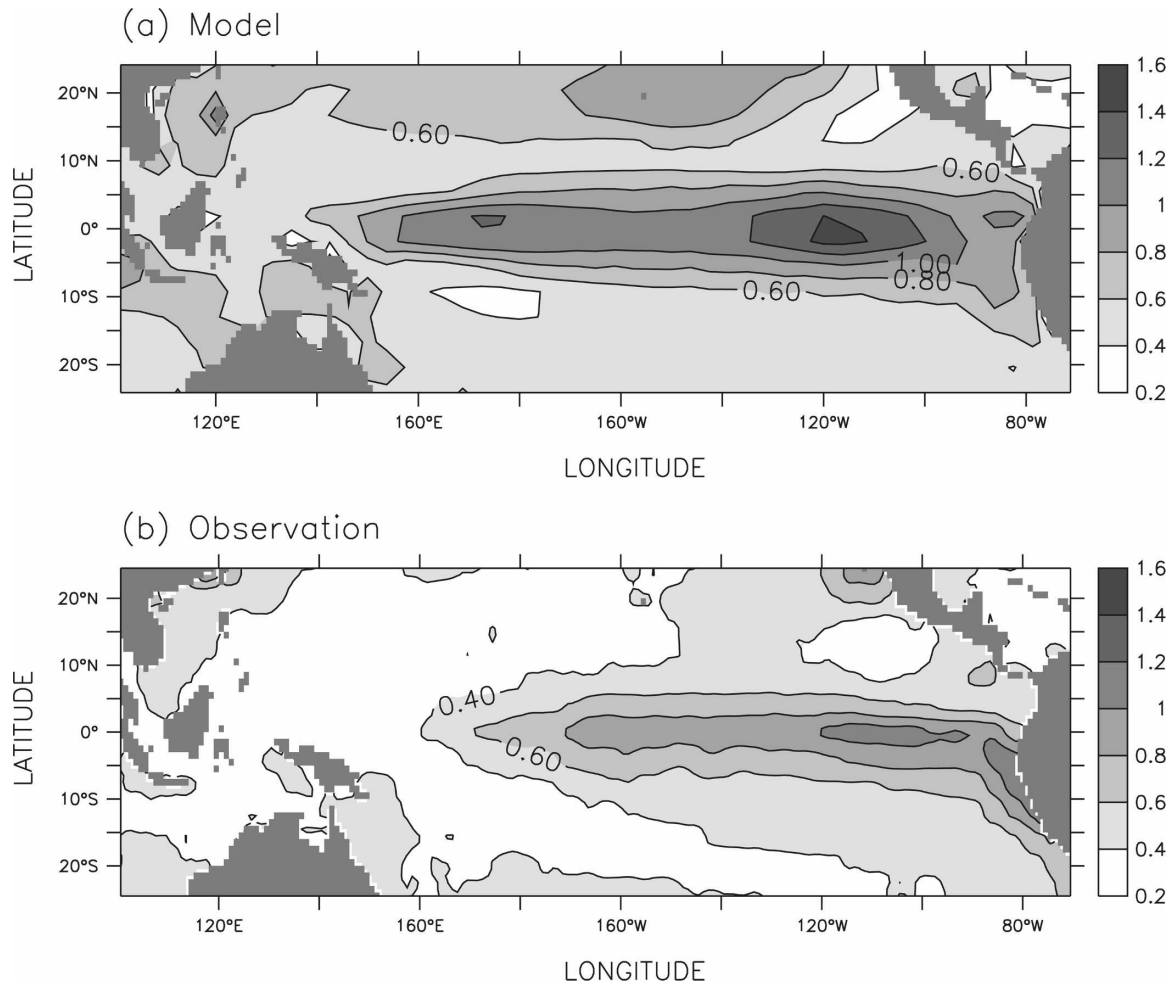 (a) Model
LATITUDE
20°N
10°N
0°
10°S
20°S
0.60
0.60
1.00
0.80
0.60
120°E
160°E
160°W
120°W
80°W
LONGITUDE
1.6
1.4
1.2
1
0.8
0.6
0.4
0.2
(b) Observation
LATITUDE
20°N
10°N
0°
10°S
20°S
0.40
0.60
120°E
160°E
160°W
120°W
80°W
LONGITUDE
1.6
1.4
1.2
1
0.8
0.6
0.4
0.2